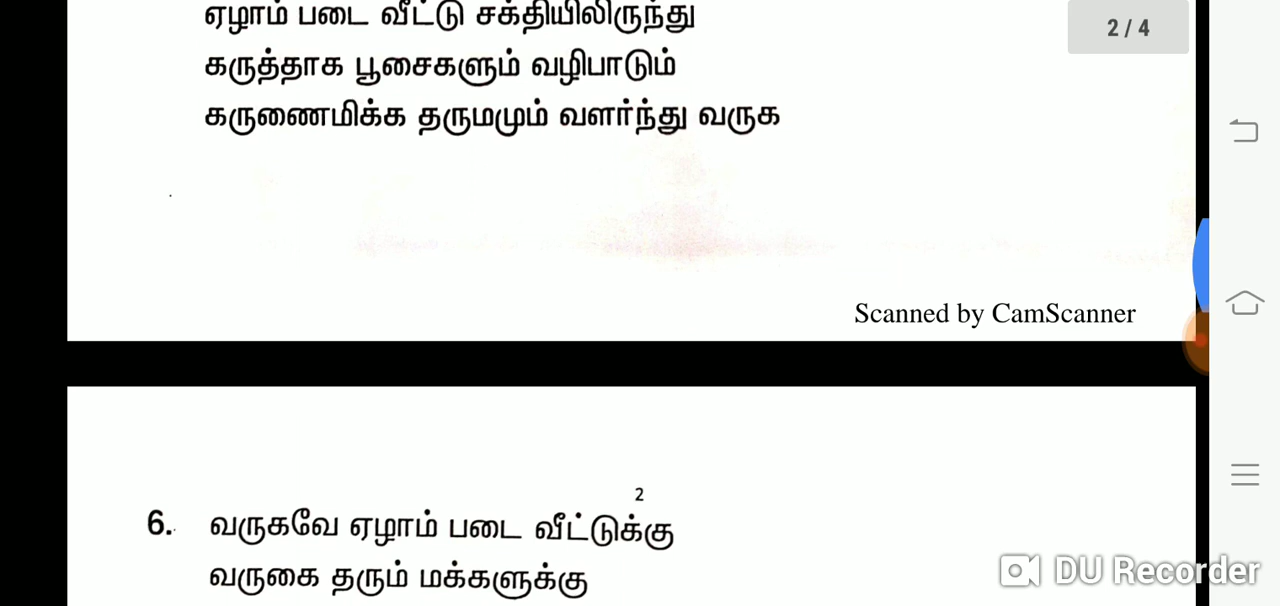 ஏழாம் படை வீட்டு சக்தியிலிருந்து
2 / 4
கருத்தாக பூசைகளும் வழிபாடும்
கருணைமிக்க தருமமும் வளர்ந்து வருக
Scanned by CamScanner
2
6. வருகவே ஏழாம் படை வீட்டுக்கு
வருகை தரும் மக்களுக்கு
DU Recorder